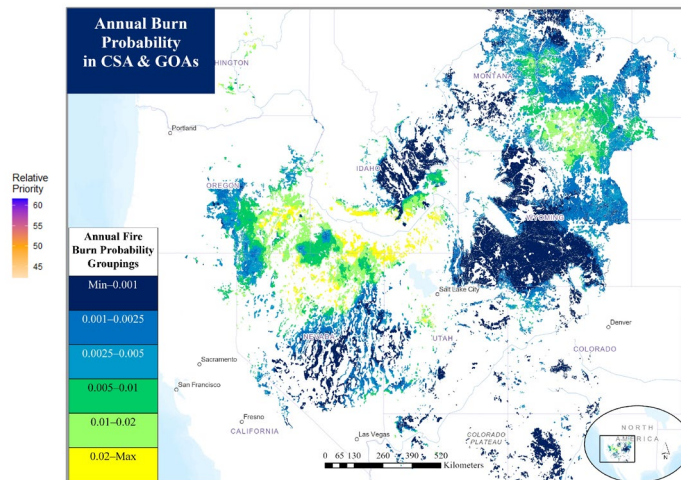 Annual Burn
Probability
in CSA & GOAs
HINGTON
MONTANA
Portland
Relative
Priority
60
55
50
45
IDAHO
OREGON
WYOMING
Annual Fire
Burn Probability
Groupings
Min–0.001
0.001–0.0025
0.0025–0.005
0.005–0.01
0.01–0.02
0.02–Max
Salt Lake City
Denver
NEVADA
UTAH
COLORADO
Sacramento
San Francisco
Fresno
CALIFORNIA
Las Vegas
COLORADO
PLATEAU
0 65 130 260 390 520
Kilometers
NORTH
AMERICA
N